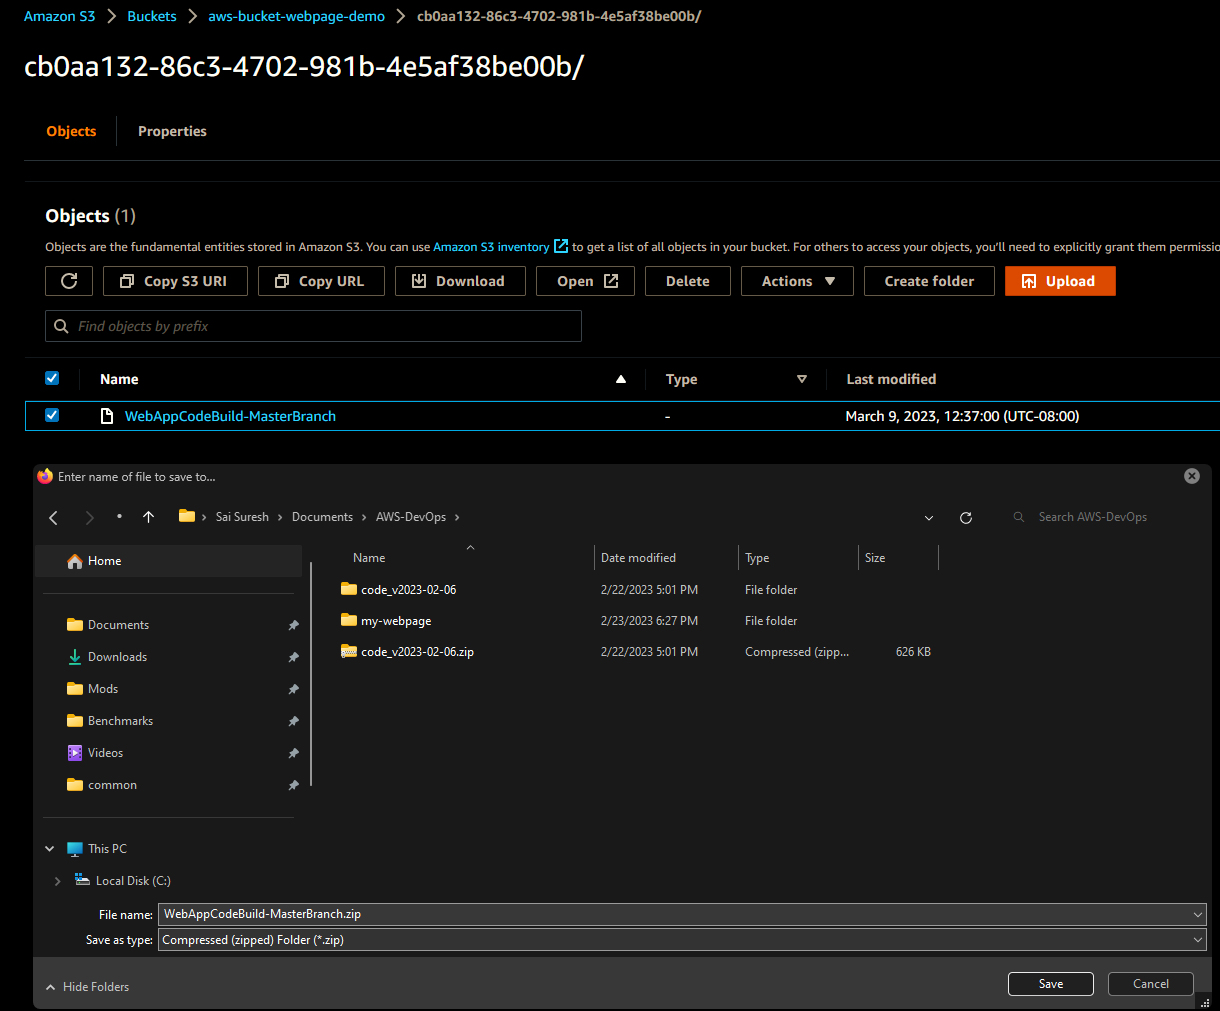 Amazon S3 > Buckets > aws-bucket-webpage-demo > cb0aa132-86c3-4702-981b-4e5af38be00b/
cb0aa132-86c3-4702-981b-4e5af38be00b/
Objects Properties
Objects (1)
Objects are the fundamental entities stored in Amazon S3. You can use Amazon S3 inventory to get a list of all objects in your bucket. For others to access your objects, you'll need to explicitly grant them permissio
Copy S3 URI Copy URL Download Open Delete Actions Create folder Upload
Find objects by prefix
Name Type Last modified
WebAppCodeBuild-MasterBranch - March 9, 2023, 12:37:00 (UTC-08:00)
Enter name of file to save to...
Sai Suresh > Documents > AWS-DevOps > Search AWS-DevOps
Name Date modified Type Size
Home
code_v2023-02-06 2/22/2023 5:01 PM File folder
my-webpage 2/23/2023 6:27 PM File folder
code_v2023-02-06.zip 2/22/2023 5:01 PM Compressed (zipp... 626 KB
Documents
Downloads
Mods
Benchmarks
Videos
common
This PC
Local Disk (C:)
File name: WebAppCodeBuild-MasterBranch.zip
Save as type: Compressed (zipped) Folder (*.zip)
Hide Folders Save Cancel